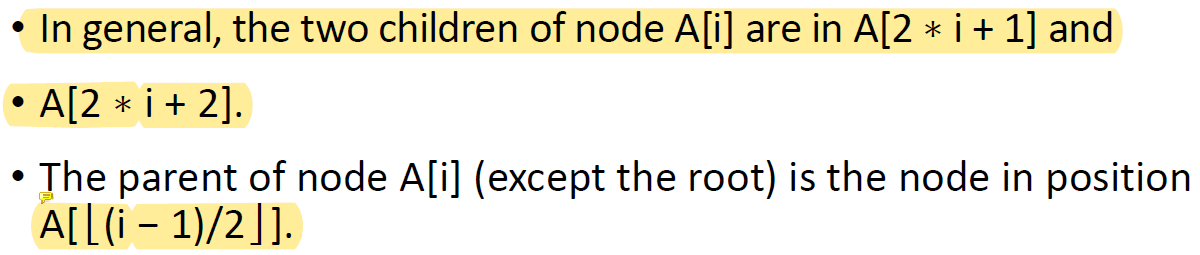 • In general, the two children of node A[i] are in A[2 * i + 1] and
• A[2 * i + 2].
• The parent of node A[i] (except the root) is the node in position
A[⌊(i − 1)/2⌋].